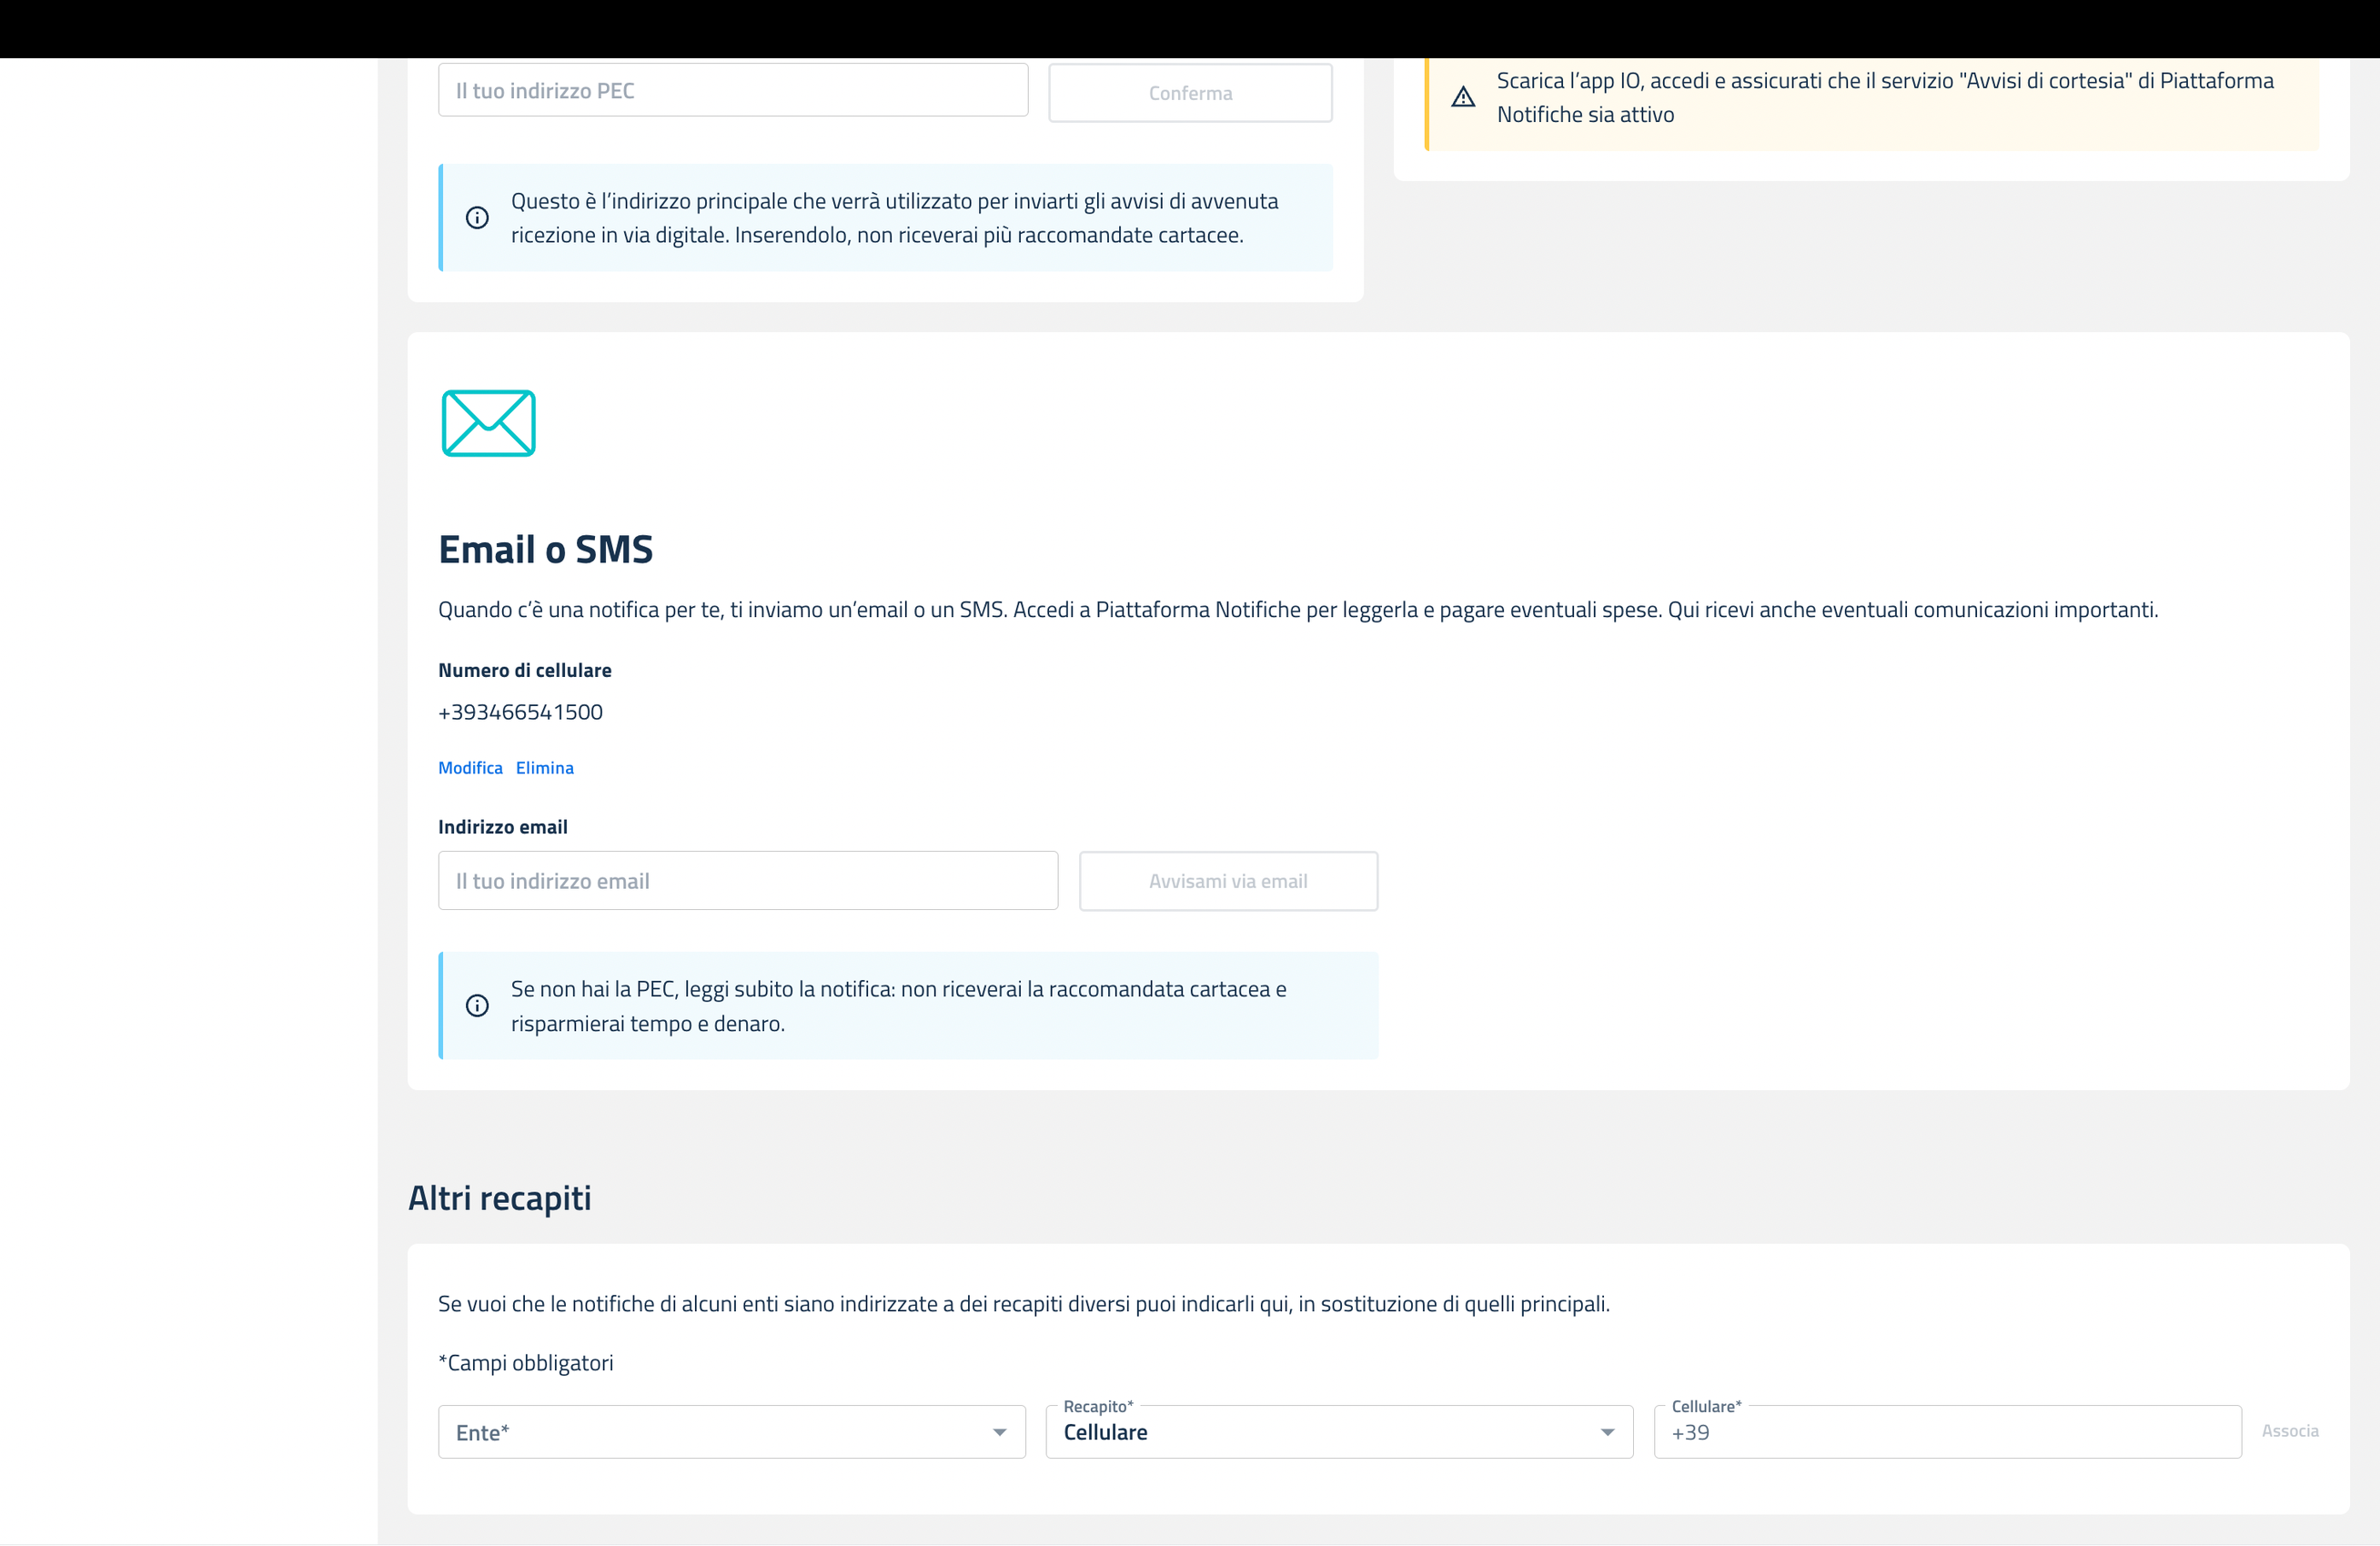 Il tuo indirizzo PEC
Conferma
Questo è l’indirizzo principale che verrà utilizzato per inviarti gli avvisi di avvenuta
ricezione in via digitale. Inserendolo, non riceverai più raccomandate cartacee.
Scarica l’app IO, accedi e assicurati che il servizio "Avvisi di cortesia" di Piattaforma
Notifiche sia attivo
Email o SMS
Quando c’è una notifica per te, ti inviamo un’email o un SMS. Accedi a Piattaforma Notifiche per leggerla e pagare eventuali spese. Qui ricevi anche eventuali comunicazioni importanti.
Numero di cellulare
+393466541500
Modifica Elimina
Indirizzo email
Il tuo indirizzo email
Avvisami via email
Se non hai la PEC, leggi subito la notifica: non riceverai la raccomandata cartacea e
risparmierai tempo e denaro.
Altri recapiti
Se vuoi che le notifiche di alcuni enti siano indirizzate a dei recapiti diversi puoi indicarli qui, in sostituzione di quelli principali.
*Campi obbligatori
Ente*
Recapito*
Cellulare
Cellulare*
+39
Associa